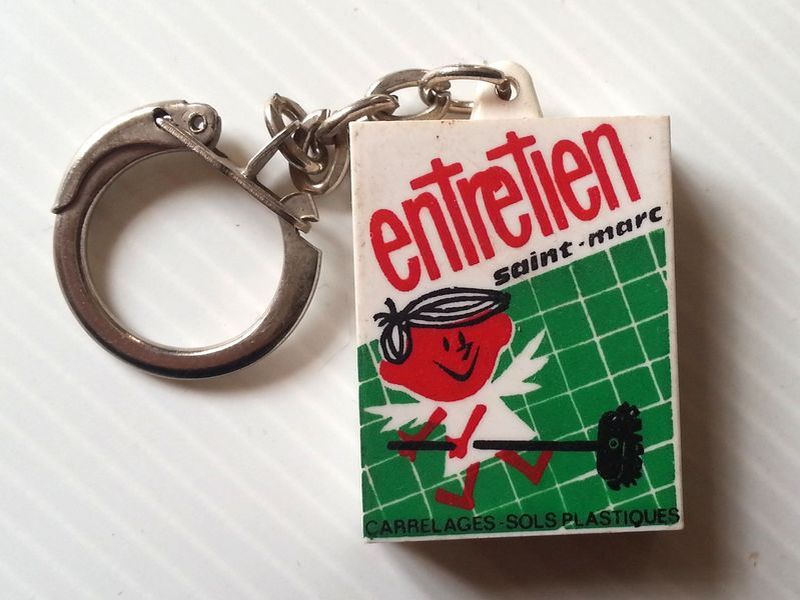 entretien
saint-marc
CARRELAGES-SOLS PLASTIQUES